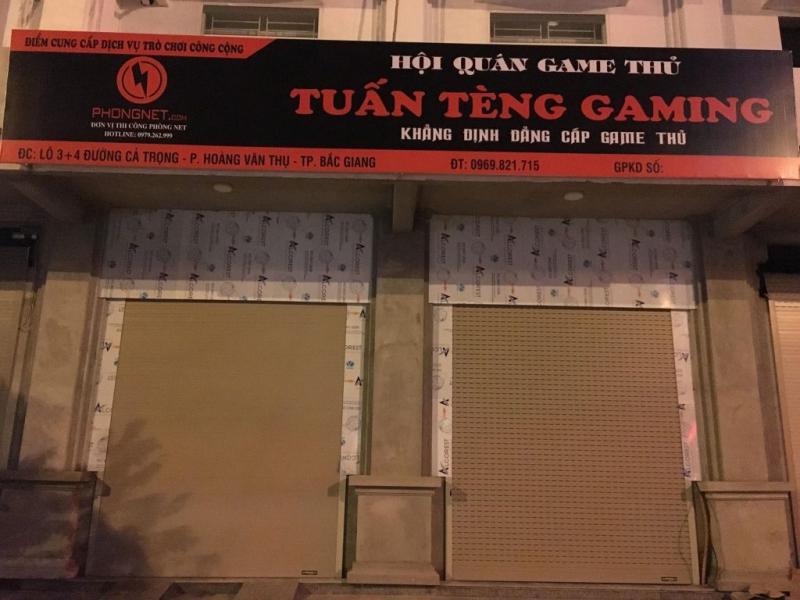 ĐIỂM CUNG CẤP DỊCH VỤ TRÒ CHƠI CÔNG CỘNG
PHONGNET.COM
ĐƠN VỊ THI CÔNG PHÒNG NET
HOTLINE: 0979.262.999
HỘI QUÁN GAME THỦ
TUẤN TÈNG GAMING
KHẲNG ĐỊNH ĐẲNG CẤP GAME THỦ
ĐC: LÔ 3+4 ĐƯỜNG CẢ TRỌNG - P. HOÀNG VĂN THỤ - TP. BẮC GIANG
ĐT: 0969.821.715
GPKD SỐ:
ALCOREST
ALCOREST